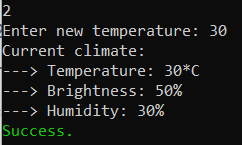 2
Enter new temperature: 30
Current climate:
---> Temperature: 30*C
---> Brightness: 50%
---> Humidity: 30%
Success.